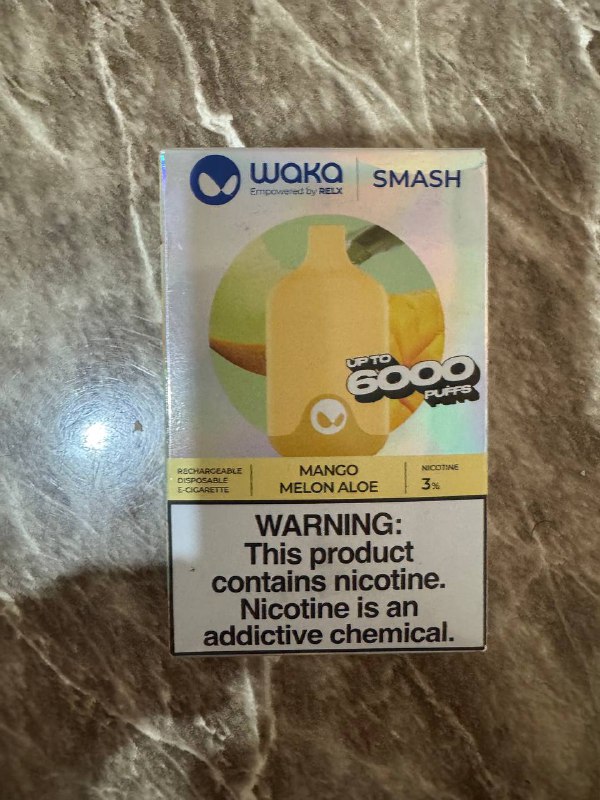 waka
Empowered by RELX
SMASH
UP TO
6000
PUFFS
RECHARGEABLE
DISPOSABLE
E-CIGARETTE
MANGO
MELON ALOE
NICOTINE
3%
WARNING:
This product
contains nicotine.
Nicotine is an
addictive chemical.